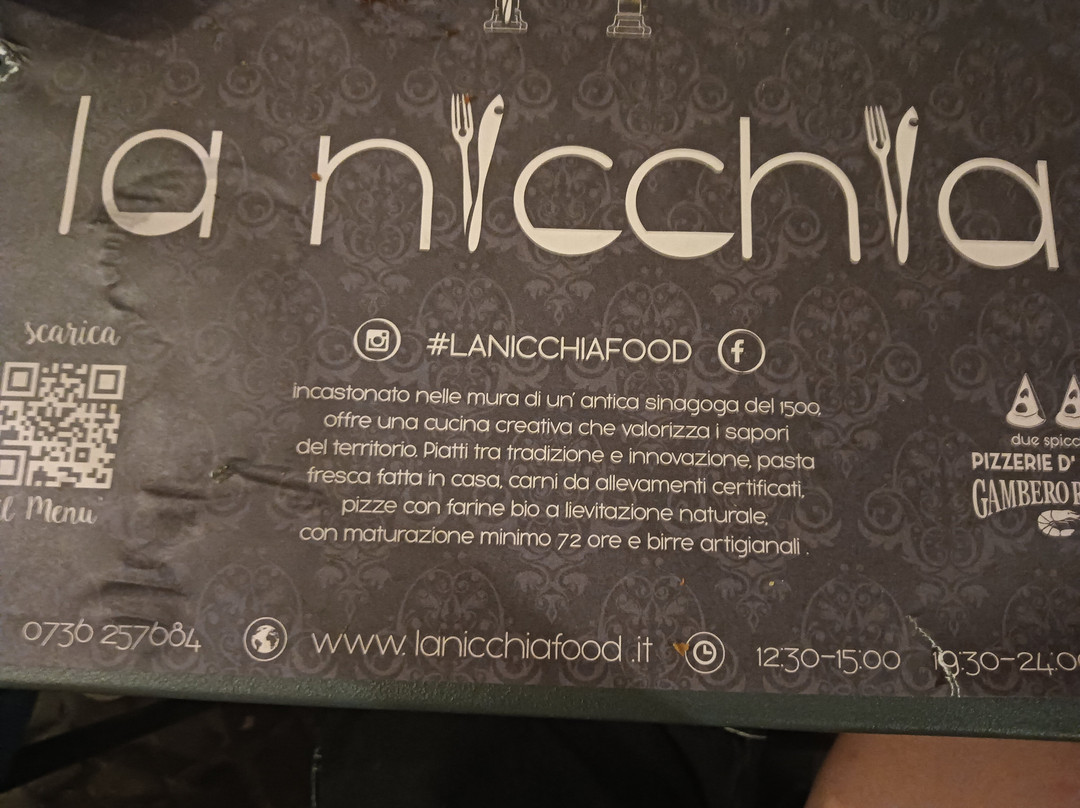 la nicchia
scarica
il Menu
#LANICCHIAFOOD
incastonato nelle mura di un' antica sinagoga del 1500,
offre una cucina creativa che valorizza i sapori
del territorio. Piatti tra tradizione e innovazione, pasta
fresca fatta in casa, carni da allevamenti certificati,
pizze con farine bio a lievitazione naturale,
con maturazione minimo 72 ore e birre artigianali .
due
PIZZERIE D'
GAMBERO
0736 257684
www. lanicchiafood .it
12:30-15:00 19:30-24:00